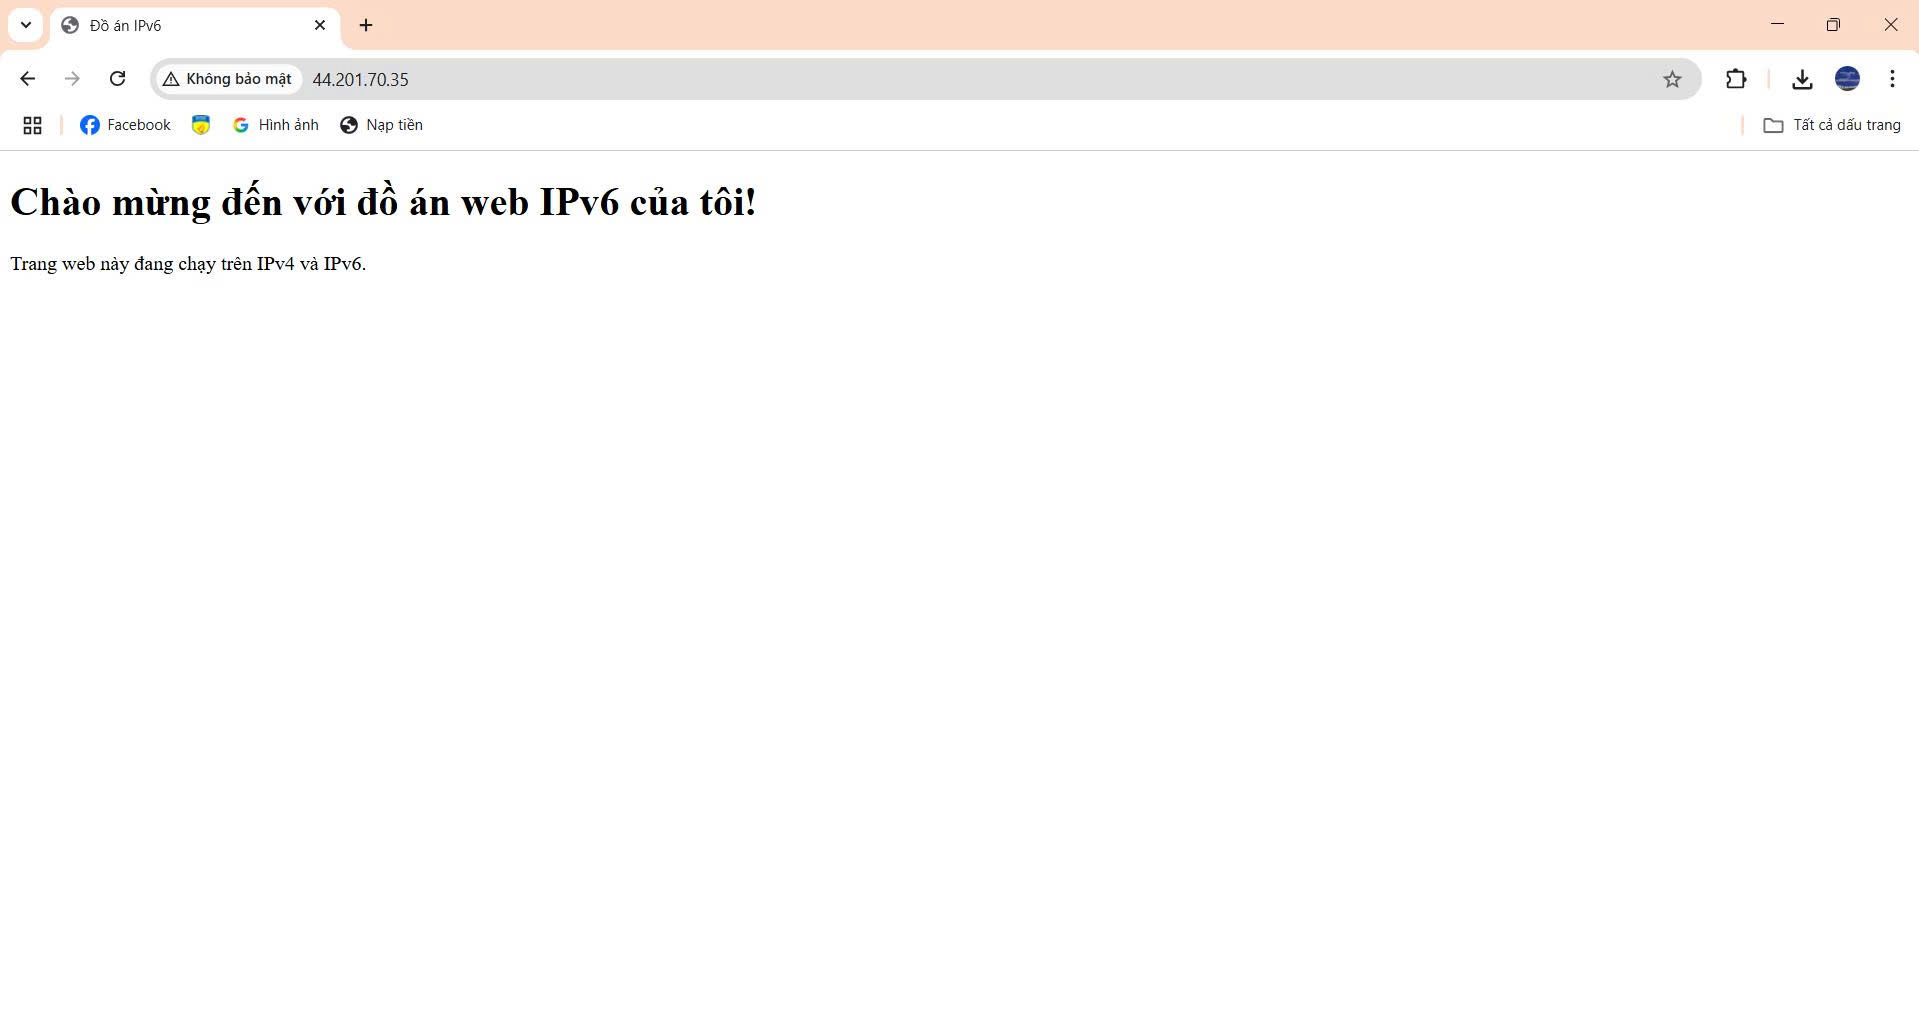 Đồ án IPv6
Không bảo mật 44.201.70.35
Facebook Hình ảnh Nạp tiền Tất cả dấu trang
Chào mừng đến với đồ án web IPv6 của tôi!
Trang web này đang chạy trên IPv4 và IPv6.